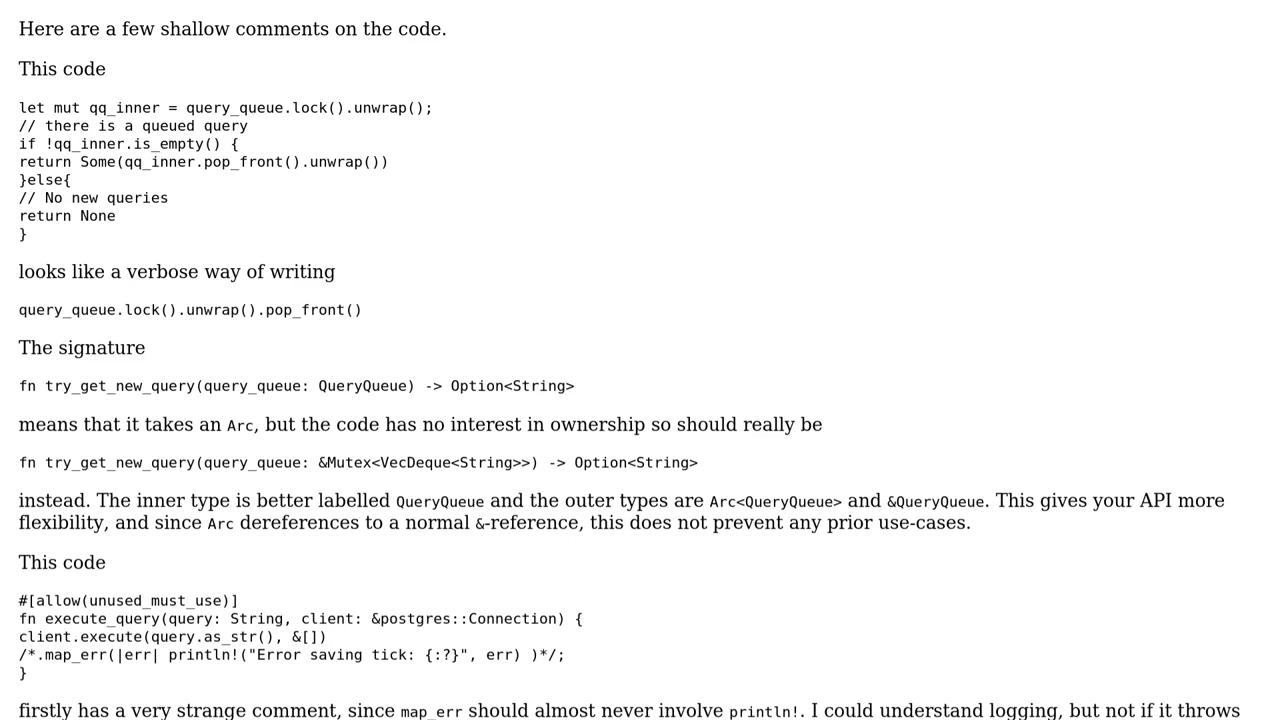 Here are a few shallow comments on the code.
This code
let mut qq_inner = query_queue.lock().unwrap();
// there is a queued query
if !qq_inner.is_empty() {
return Some(qq_inner.pop_front().unwrap())
}else{
// No new queries
return None
}
looks like a verbose way of writing
query_queue.lock().unwrap().pop_front()
The signature
fn try_get_new_query(query_queue: QueryQueue) -> Option<String>
means that it takes an Arc, but the code has no interest in ownership so should really be
fn try_get_new_query(query_queue: &Mutex<VecDeque<String>>) -> Option<String>
instead. The inner type is better labelled QueryQueue and the outer types are Arc<QueryQueue> and &QueryQueue. This gives your API more
flexibility, and since Arc dereferences to a normal &-reference, this does not prevent any prior use-cases.
This code
#[allow(unused_must_use)]
fn execute_query(query: String, client: &postgres::Connection) {
client.execute(query.as_str(), &[])
/*.map_err(|err| println!("Error saving tick: {:?}", err) )*/;
}
firstly has a very strange comment, since map_err should almost never involve println!. I could understand logging, but not if it throws